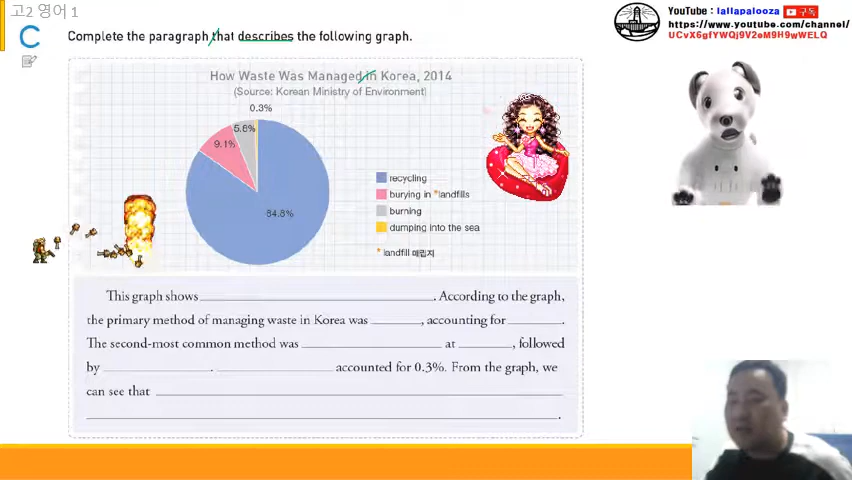 고2 영어 1
YouTube : lallapalooza 구독
https://www.youtube.com/channel/
UCvX6gfYWQj9V2eM9H9wWELQ
C Complete the paragraph that describes the following graph.
How Waste Was Managed in Korea, 2014
(Source: Korean Ministry of Environment)
0.3%
5.6%
9.1%
84.8%
recycling
burying in *landfills
burning
dumping into the sea
* landfill 매립지
This graph shows . According to the graph,
the primary method of managing waste in Korea was , accounting for .
The second-most common method was at , followed
by . accounted for 0.3%. From the graph, we
can see that
.